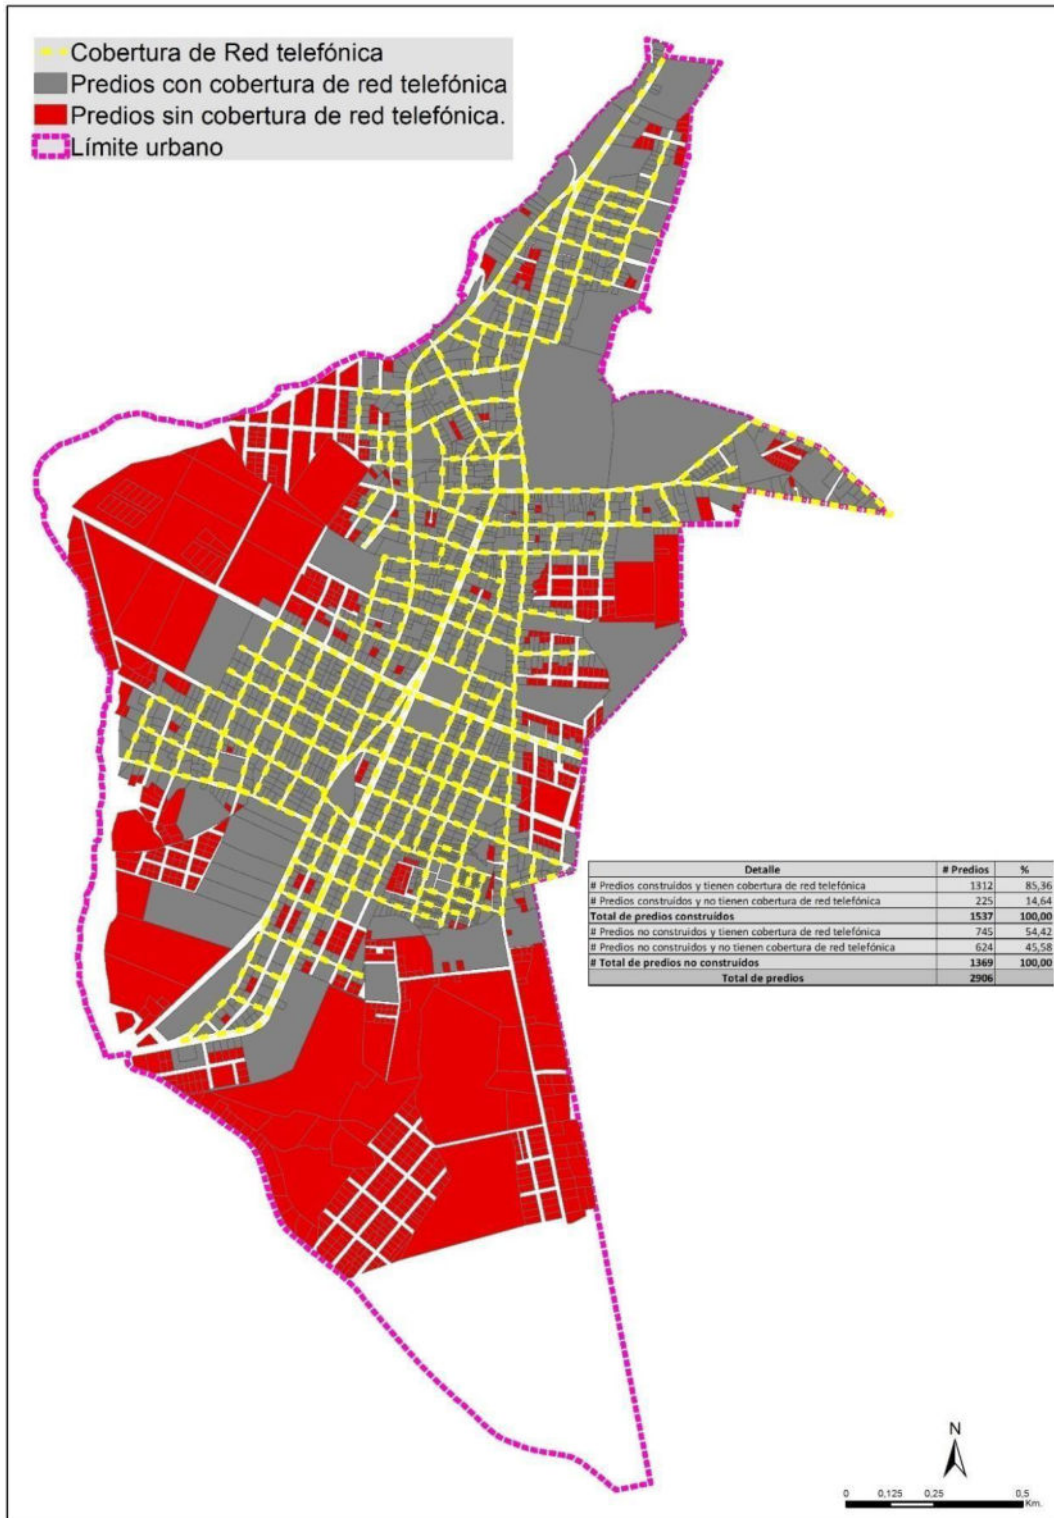 Cobertura de Red telefónica
Predios con cobertura de red telefónica
Predios sin cobertura de red telefónica.
Límite urbano
Detalle # Predios %
# Predios construidos y tienen cobertura de red telefónica 1312 85,36
# Predios construidos y no tienen cobertura de red telefónica 225 14,64
Total de predios construídos 1537 100,00
# Predios no construidos y tienen cobertura de red telefónica 745 54,42
# Predios no construidos y no tienen cobertura de red telefónica 624 45,58
# Total de predios no construídos 1369 100,00
Total de predios 2906
N
0 0,125 0,25 0,5
Km.